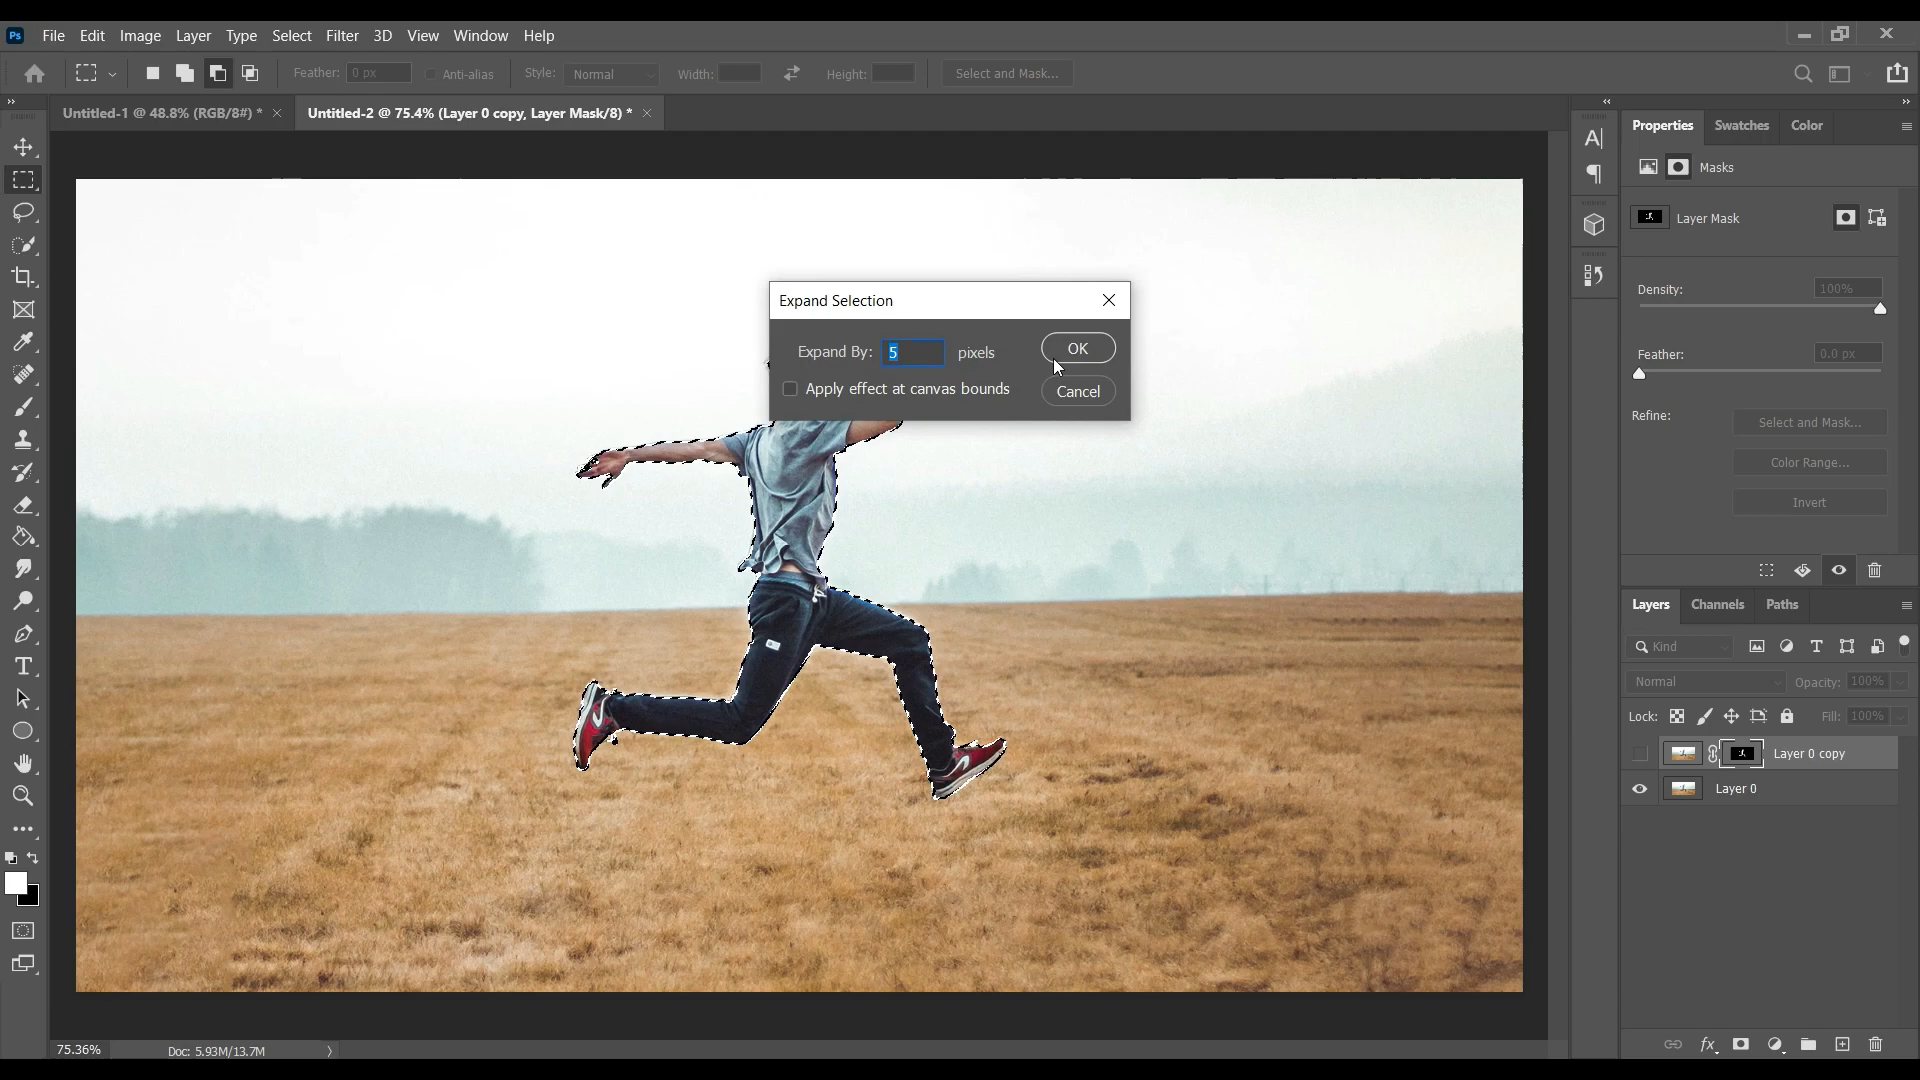 Ps File Edit Image Layer Type Select Filter 3D View Window Help
Feather: 0 px Anti-alias Style: Normal Width: Height: Select and Mask...
Untitled-1 @ 48.8% (RGB/8#) * Untitled-2 @ 75.4% (Layer 0 copy, Layer Mask/8) *
Properties Swatches Color
Masks
Layer Mask
Density: 100%
Feather: 0.0 px
Refine: Select and Mask...
Color Range...
Invert
Expand Selection
Expand By: 5 pixels OK
Apply effect at canvas bounds Cancel
Layers Channels Paths
Kind
Normal Opacity: 100%
Lock: Fill: 100%
Layer 0 copy
Layer 0
75.36% Doc: 5.93M/13.7M